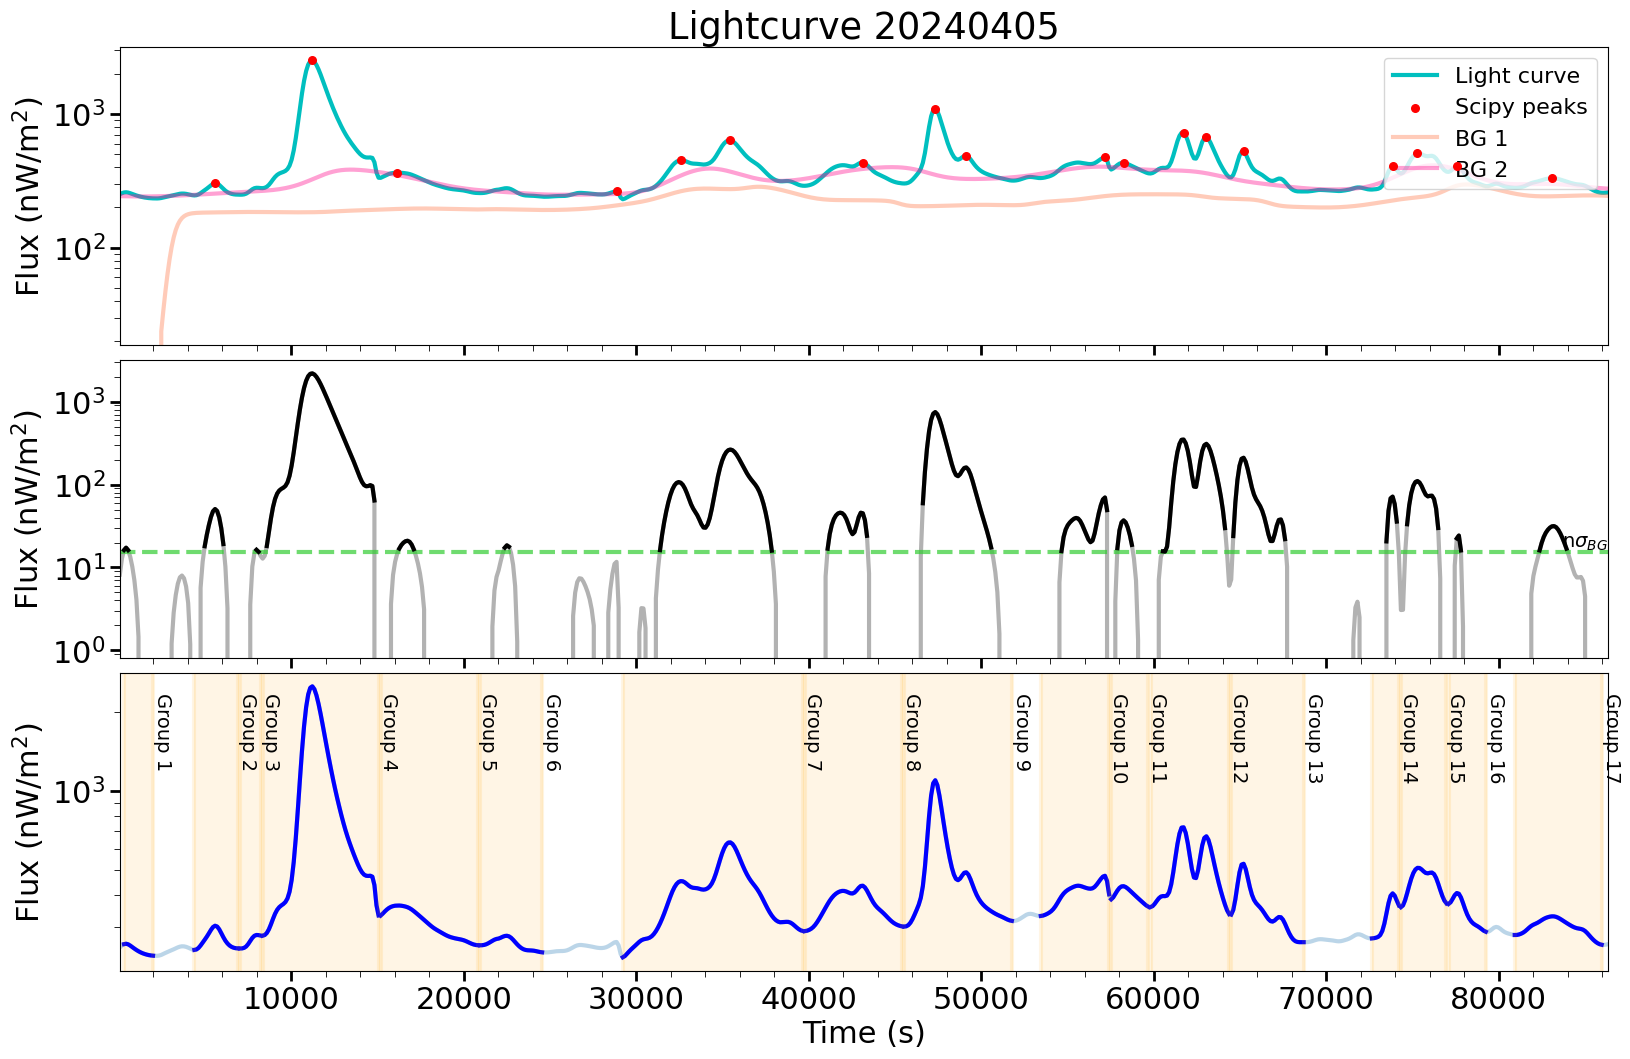 Lightcurve 20240405
Flux (nW/m²)
10³
10²
Light curve
Scipy peaks
BG 1
BG 2
Flux (nW/m²)
10³
10²
10¹
10⁰
nσ_BG
Flux (nW/m²)
10³
Group 1
Group 2
Group 3
Group 4
Group 5
Group 6
Group 7
Group 8
Group 9
Group 10
Group 11
Group 12
Group 13
Group 14
Group 15
Group 16
Group 17
10000 20000 30000 40000 50000 60000 70000 80000
Time (s)